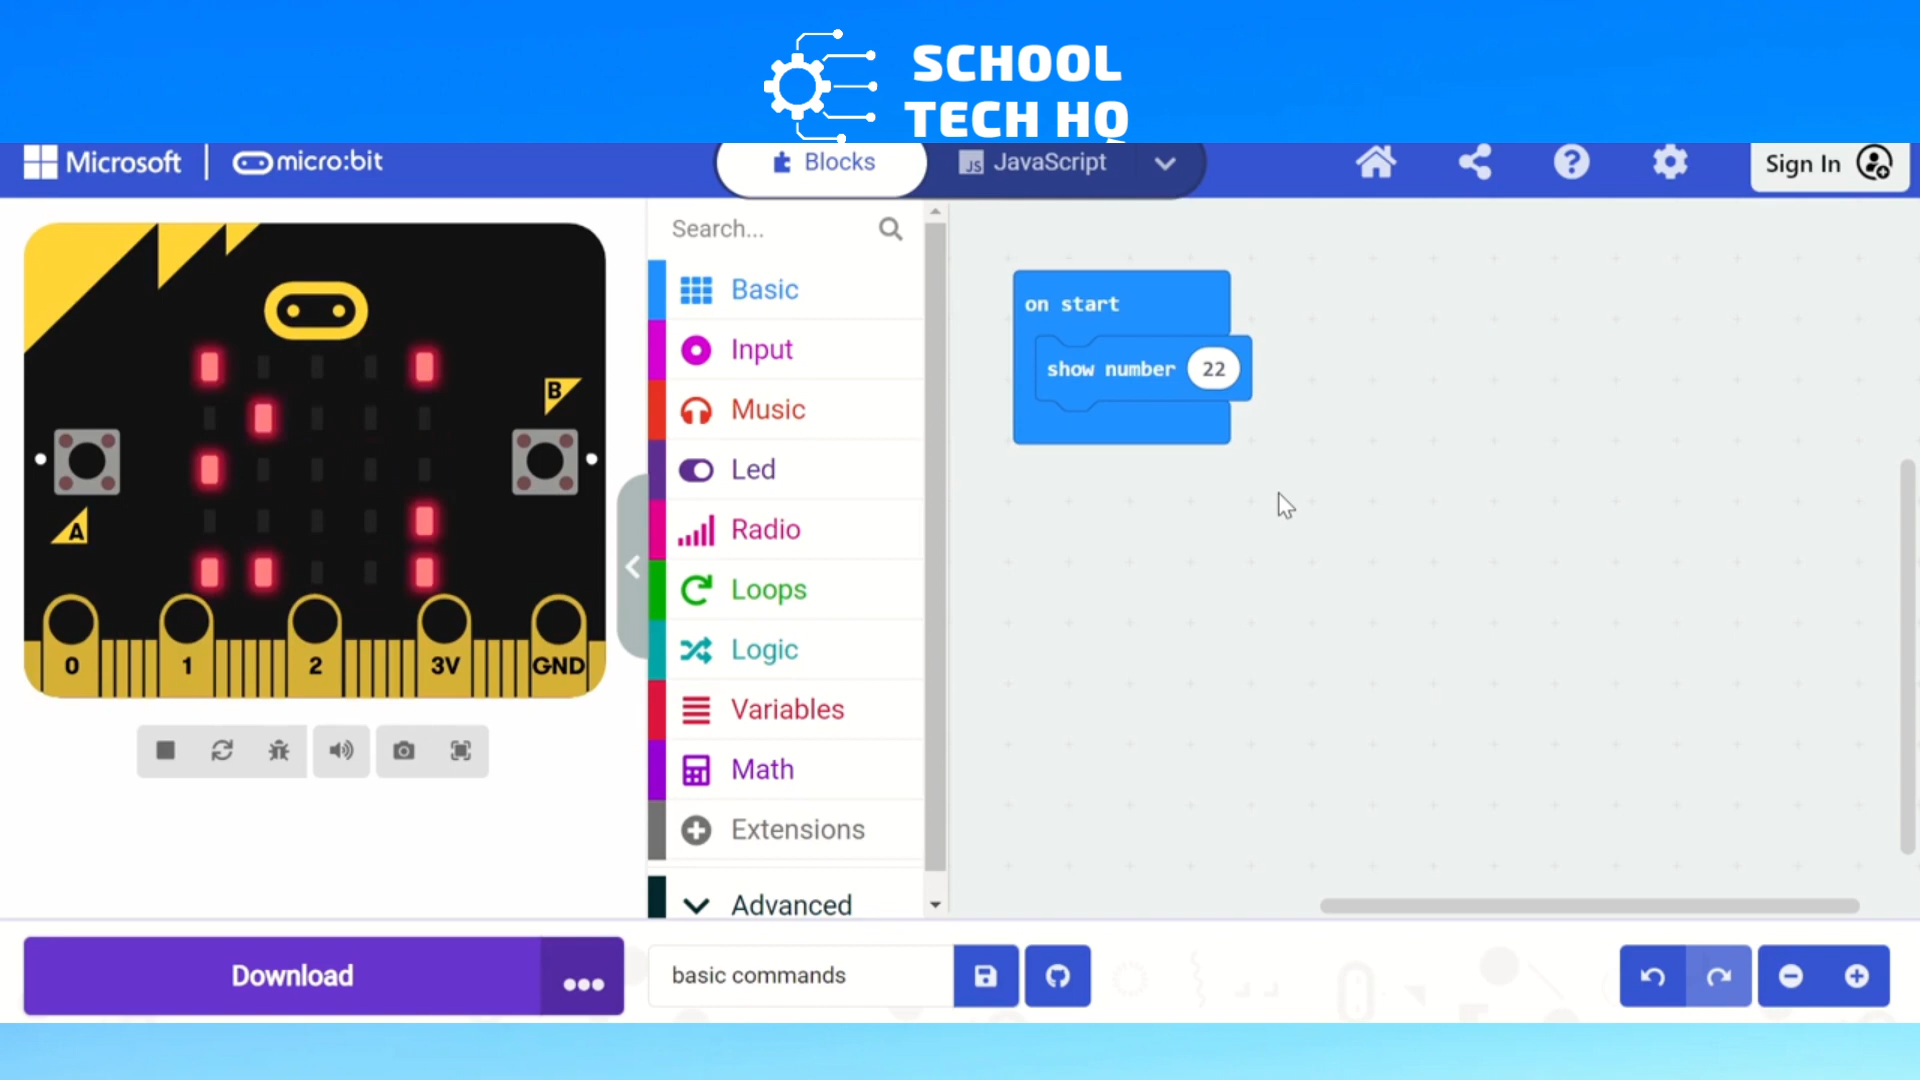 SCHOOL
TECH HQ
Microsoft
micro:bit
Blocks
JS JavaScript
Sign In
Search...
Basic
Input
Music
Led
Radio
Loops
Logic
Variables
Math
Extensions
Advanced
on start
show number 22
B
A
0 1 2 3V GND
Download
basic commands